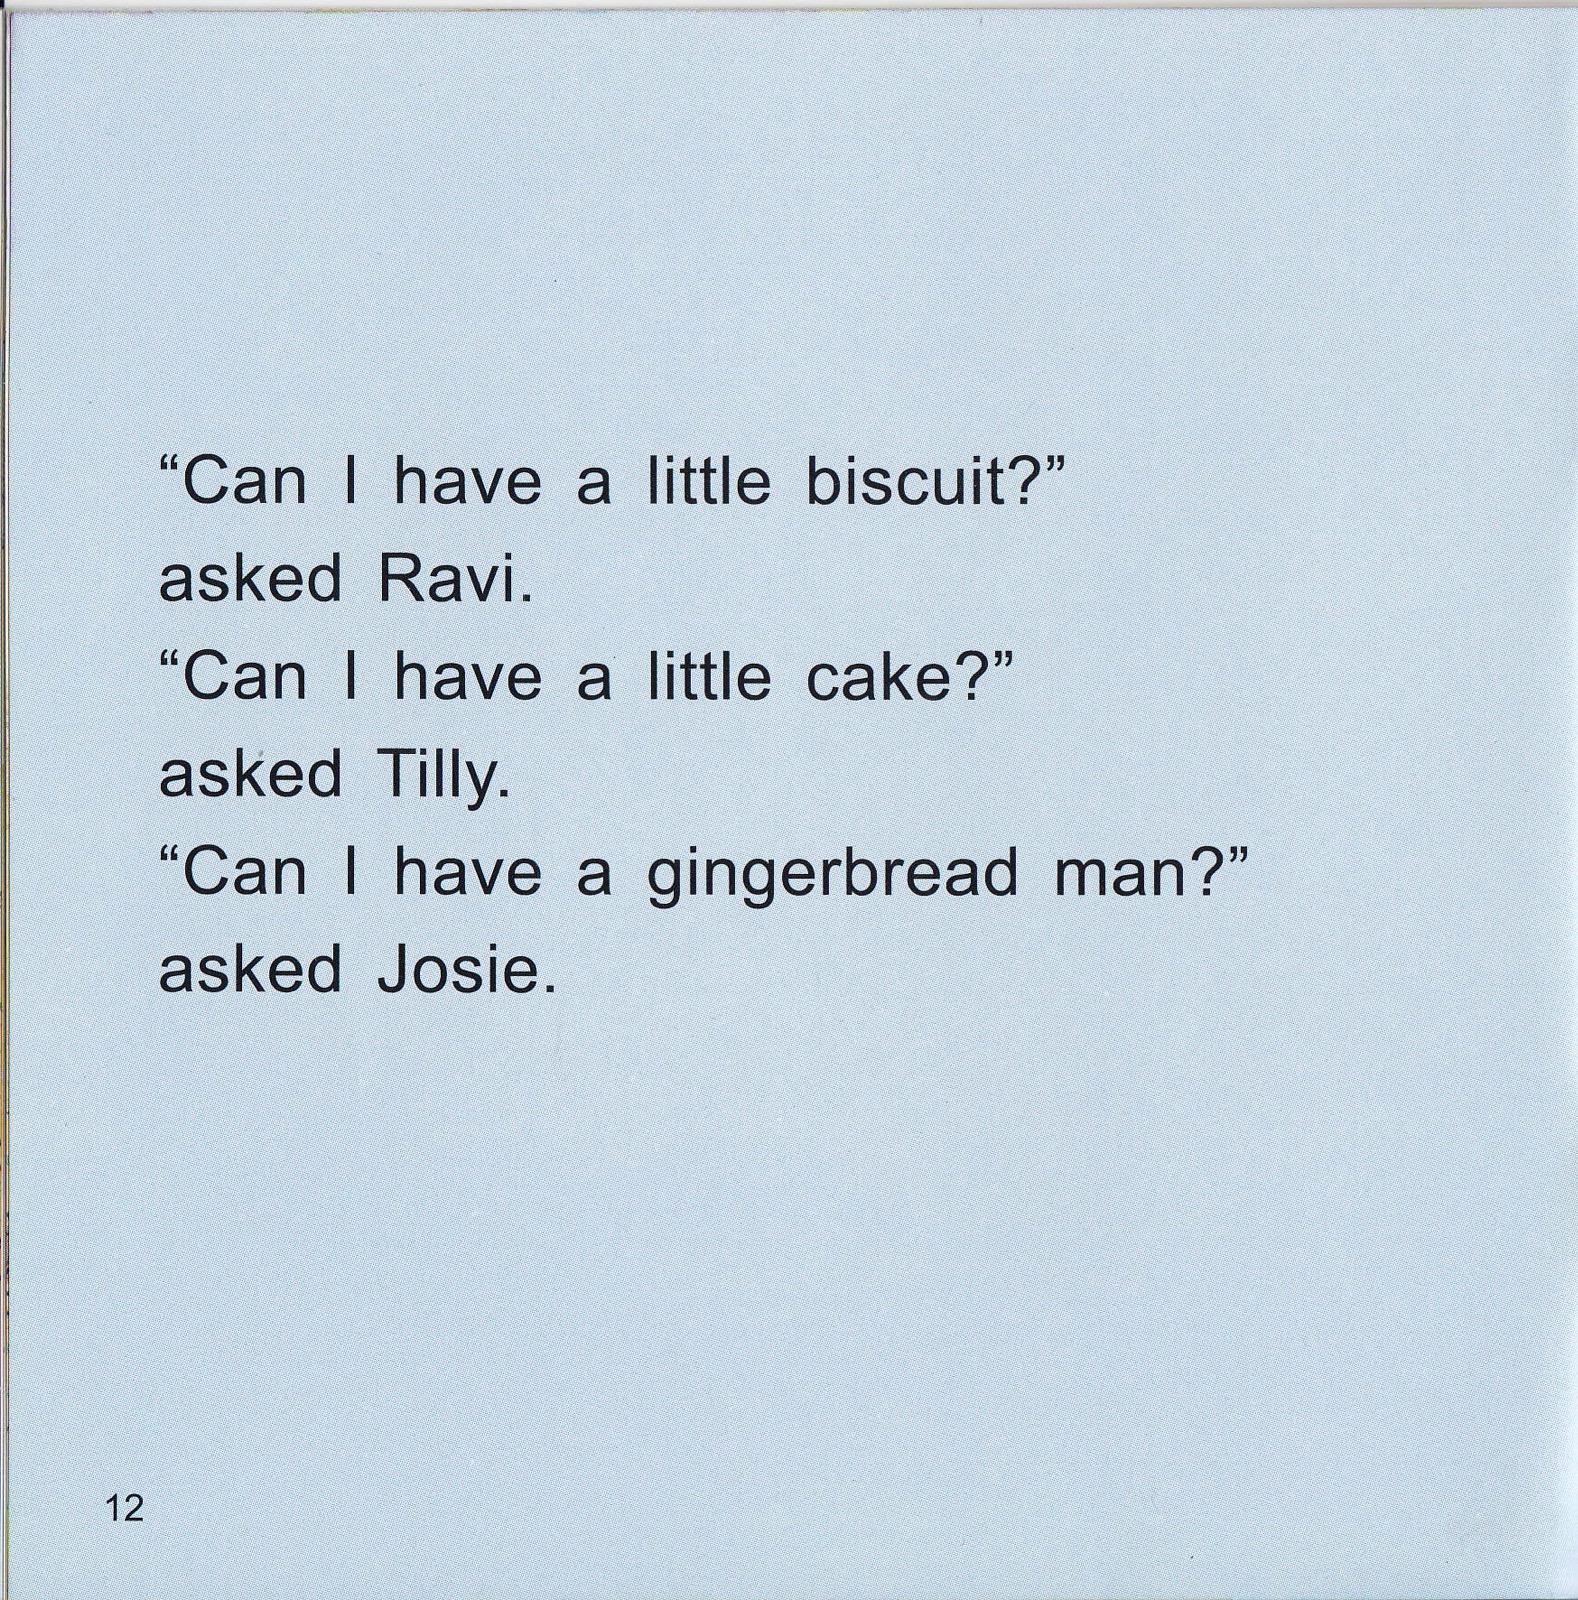 “Can I have a little biscuit?”
asked Ravi.
“Can I have a little cake?”
asked Tilly.
“Can I have a gingerbread man?”
asked Josie.
12